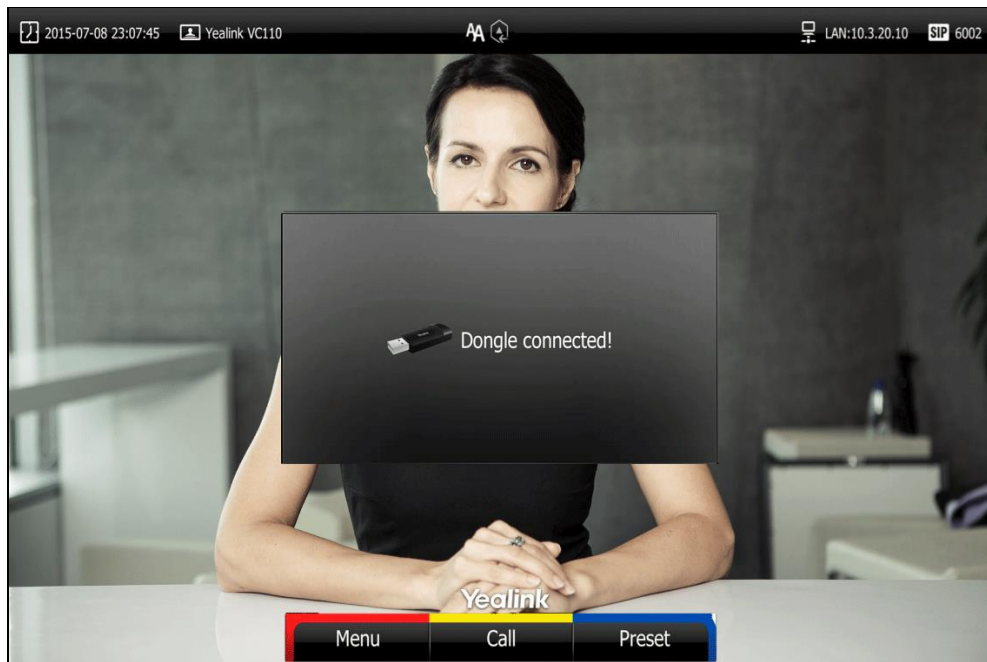 2015-07-08 23:07:45 Yealink VC110 AA LAN:10.3.20.10 SIP 6002
Dongle connected!
Yealink
Menu Call Preset